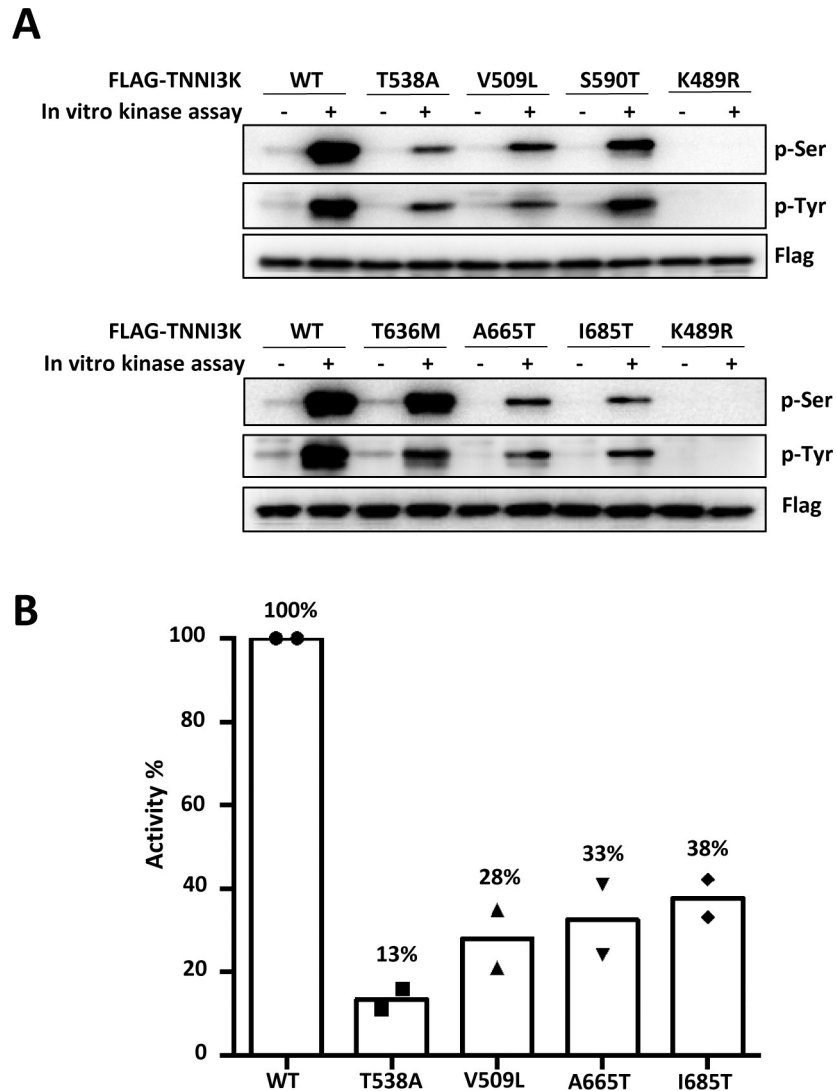 A
FLAG-TNNI3K WT T538A V509L S590T K489R
In vitro kinase assay - + - + - + - + - +
p-Ser
p-Tyr
Flag
FLAG-TNNI3K WT T636M A665T I685T K489R
In vitro kinase assay - + - + - + - + - +
p-Ser
p-Tyr
Flag
B
100%
100
80
60
40
20
0
Activity %
13%
28%
33%
38%
WT T538A V509L A665T I685T